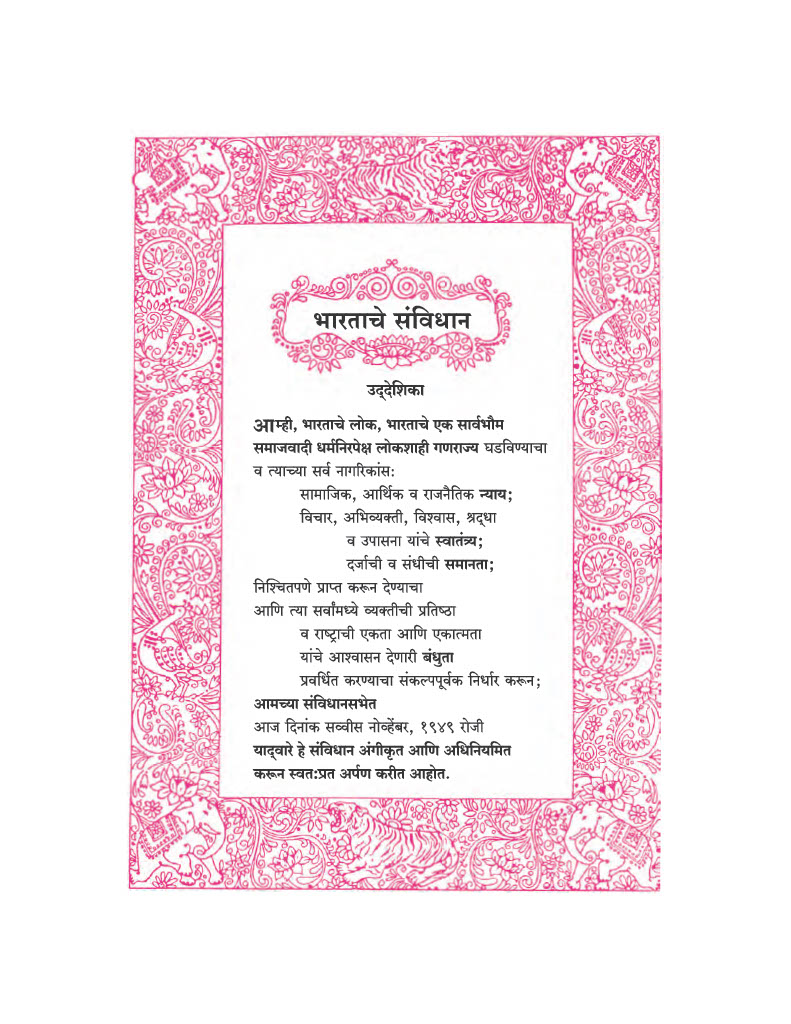 भारताचे संविधान
उद्‌देशिका
आम्ही, भारताचे लोक, भारताचे एक सार्वभौम
समाजवादी धर्मनिरपेक्ष लोकशाही गणराज्य घडविण्याचा
व त्याच्या सर्व नागरिकांस:
सामाजिक, आर्थिक व राजनैतिक न्याय;
विचार, अभिव्यक्ती, विश्वास, श्रद्‌धा
व उपासना यांचे स्वातंत्र्य;
दर्जाची व संधीची समानता;
निश्चितपणे प्राप्त करून देण्याचा
आणि त्या सर्वांमध्ये व्यक्तीची प्रतिष्ठा
व राष्ट्राची एकता आणि एकात्मता
यांचे आश्वासन देणारी बंधुता
प्रवर्धित करण्याचा संकल्पपूर्वक निर्धार करून;
आमच्या संविधानसभेत
आज दिनांक सव्वीस नोव्हेंबर, १९४९ रोजी
याद्‌वारे हे संविधान अंगीकृत आणि अधिनियमित
करून स्वत:प्रत अर्पण करीत आहोत.